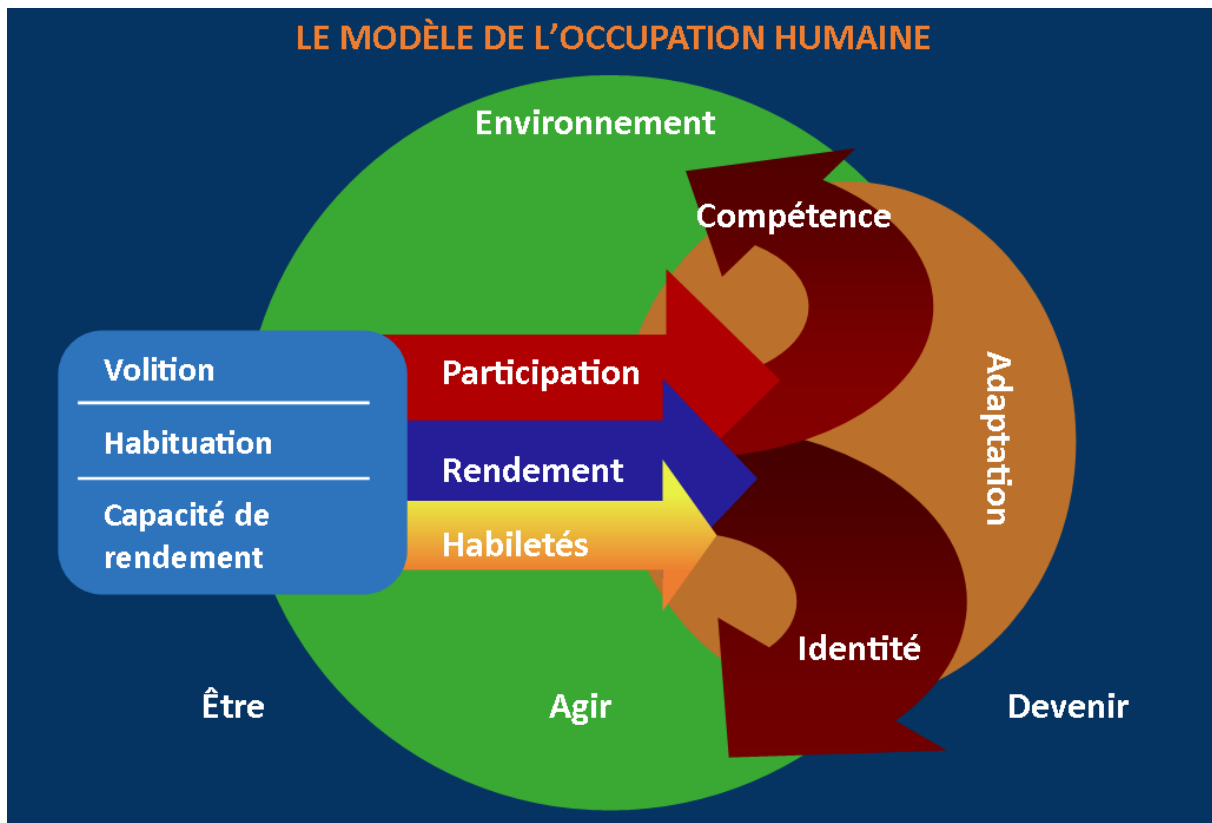 LE MODÈLE DE L'OCCUPATION HUMAINE
Environnement
Compétence
Volition
Habituation
Capacité de
rendement
Participation
Rendement
Habiletés
Adaptation
Identité
Être
Agir
Devenir